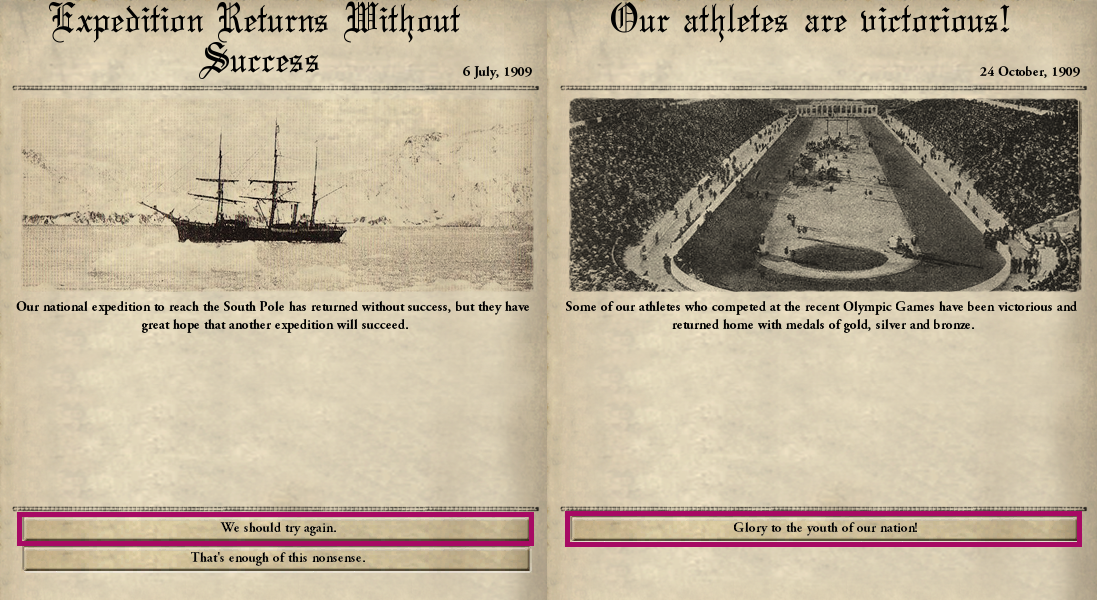 Expedition Returns Without
Success
6 July, 1909
Our national expedition to reach the South Pole has returned without success, but they have
great hope that another expedition will succeed.
We should try again.
That's enough of this nonsense.
Our athletes are victorious!
24 October, 1909
Some of our athletes who competed at the recent Olympic Games have been victorious and
returned home with medals of gold, silver and bronze.
Glory to the youth of our nation!